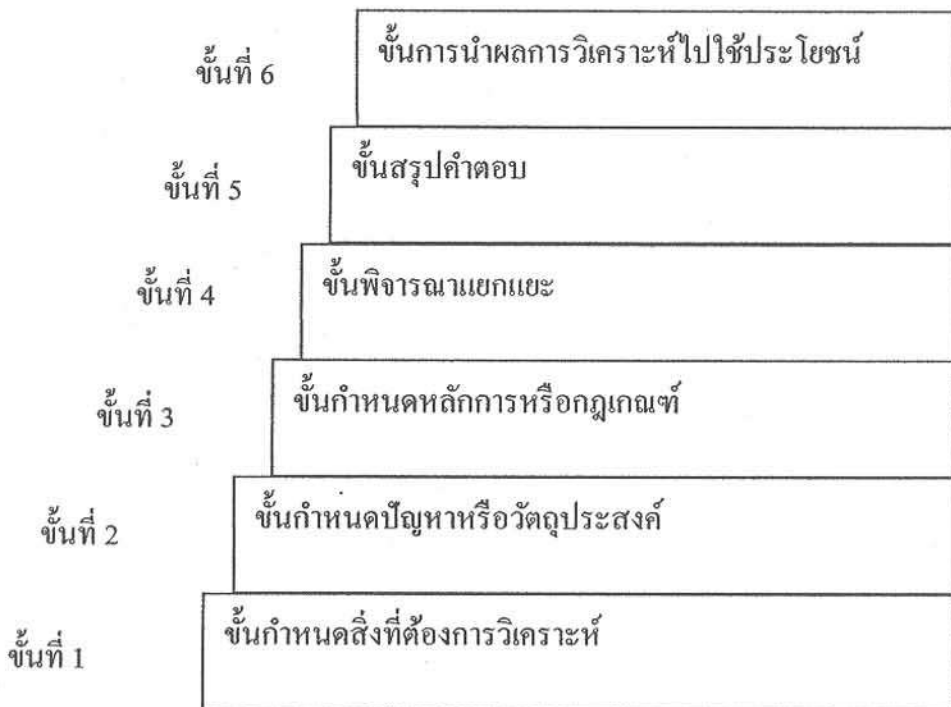 ขั้นที่ 6
ขั้นการนำผลการวิเคราะห์ไปใช้ประโยชน์
ขั้นที่ 5
ขั้นสรุปคำตอบ
ขั้นที่ 4
ขั้นพิจารณาแยกแยะ
ขั้นที่ 3
ขั้นกำหนดหลักการหรือกฎเกณฑ์
ขั้นที่ 2
ขั้นกำหนดปัญหาหรือวัตถุประสงค์
ขั้นที่ 1
ขั้นกำหนดสิ่งที่ต้องการวิเคราะห์